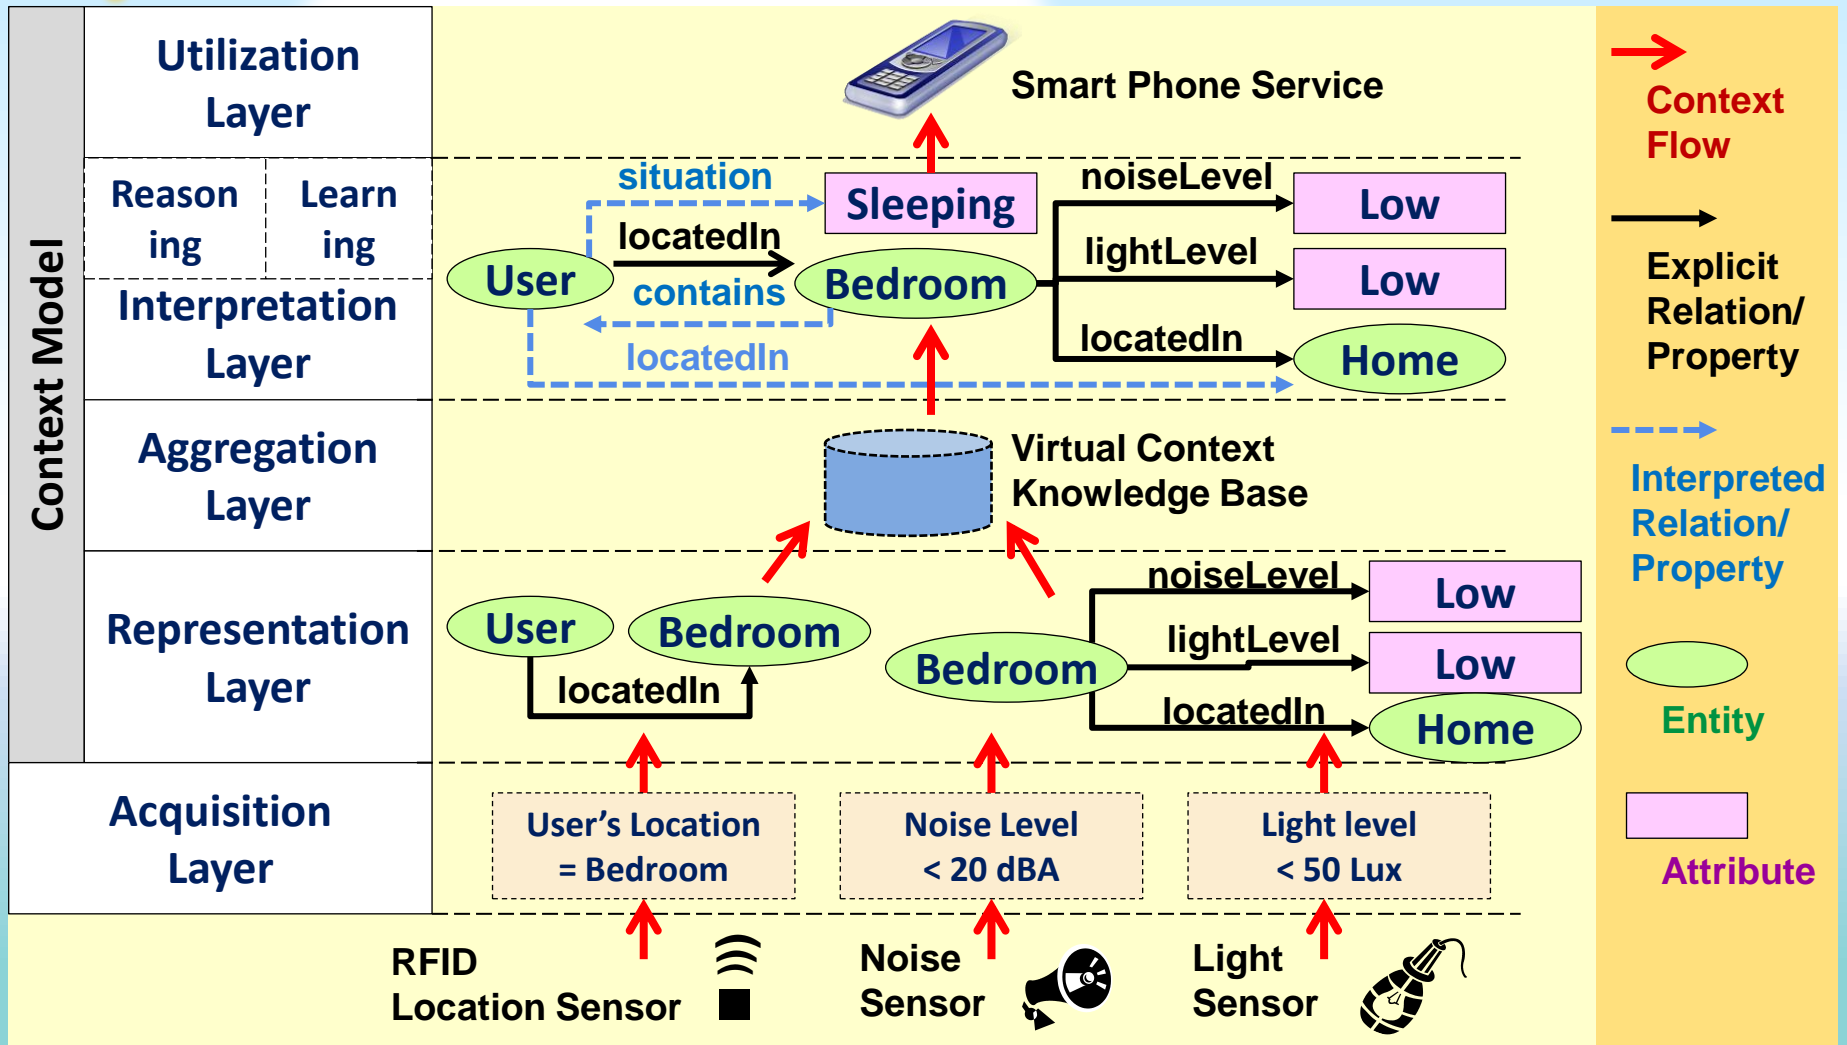 Context Model
Utilization
Layer
Smart Phone Service
Reason
ing
Learn
ing
Interpretation
Layer
situation
Sleeping
noiseLevel
Low
locatedIn
User
Bedroom
lightLevel
Low
contains
locatedIn
locatedIn
Home
Aggregation
Layer
Virtual Context
Knowledge Base
Representation
Layer
User
Bedroom
locatedIn
Bedroom
noiseLevel
Low
lightLevel
Low
locatedIn
Home
Acquisition
Layer
User’s Location
= Bedroom
Noise Level
< 20 dBA
Light level
< 50 Lux
RFID
Location Sensor
Noise
Sensor
Light
Sensor
Context
Flow
Explicit
Relation/
Property
Interpreted
Relation/
Property
Entity
Attribute